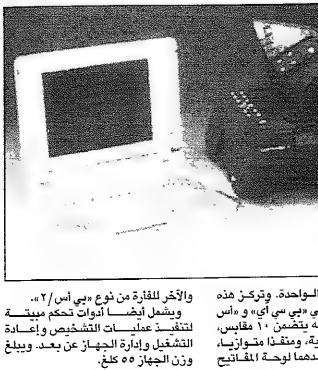 الواحدة. وتركز هذه
ي «بي سي أي» و «أس
ه يتضمن ١٠ مقابس،
ية، ومنفذا متوازيا،
دهما لوحة المفاتيح
والآخر للفأرة من نوع «بي أس/٢».
ويشمل أيضا أدوات تحكم مبيتة
لتنفيذ عمليات التشخيص وإعادة
التشغيل وإدارة الجهاز عن بعد. ويبلغ
وزن الجهاز ٥٥ كلغ.